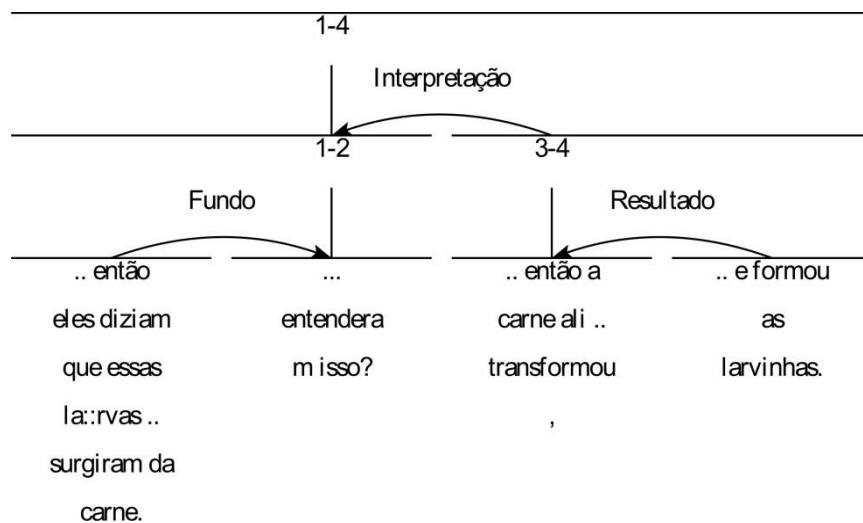 1-4
Interpretação
1-2
3-4
Fundo
Resultado
.. então
eles diziam
que essas
la::rvas ..
surgiram da
carne.
...
entendera
m isso?
.. então a
carne ali ..
transformou
,
.. e formou
as
larvinhas.